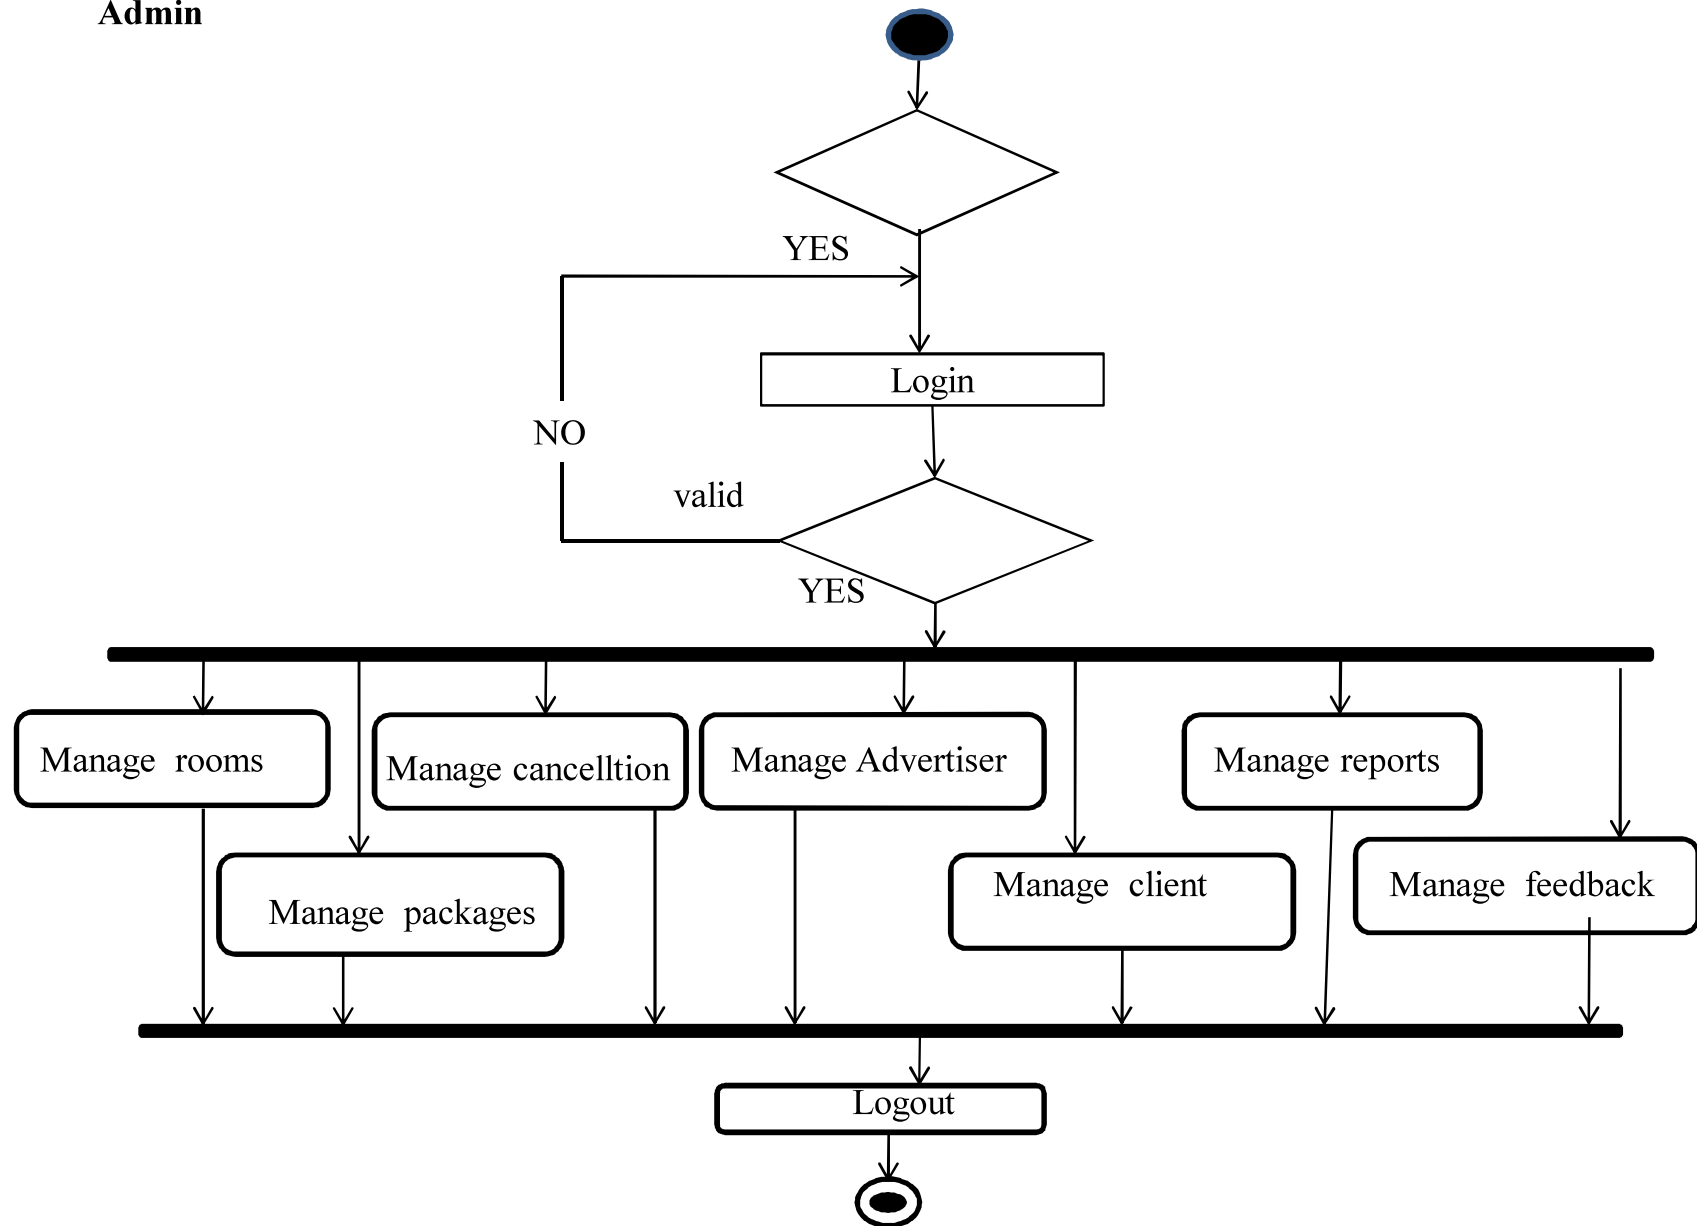 Admin
YES
Login
NO
valid
YES
Manage rooms
Manage cancelltion
Manage Advertiser
Manage reports
Manage packages
Manage client
Manage feedback
Logout